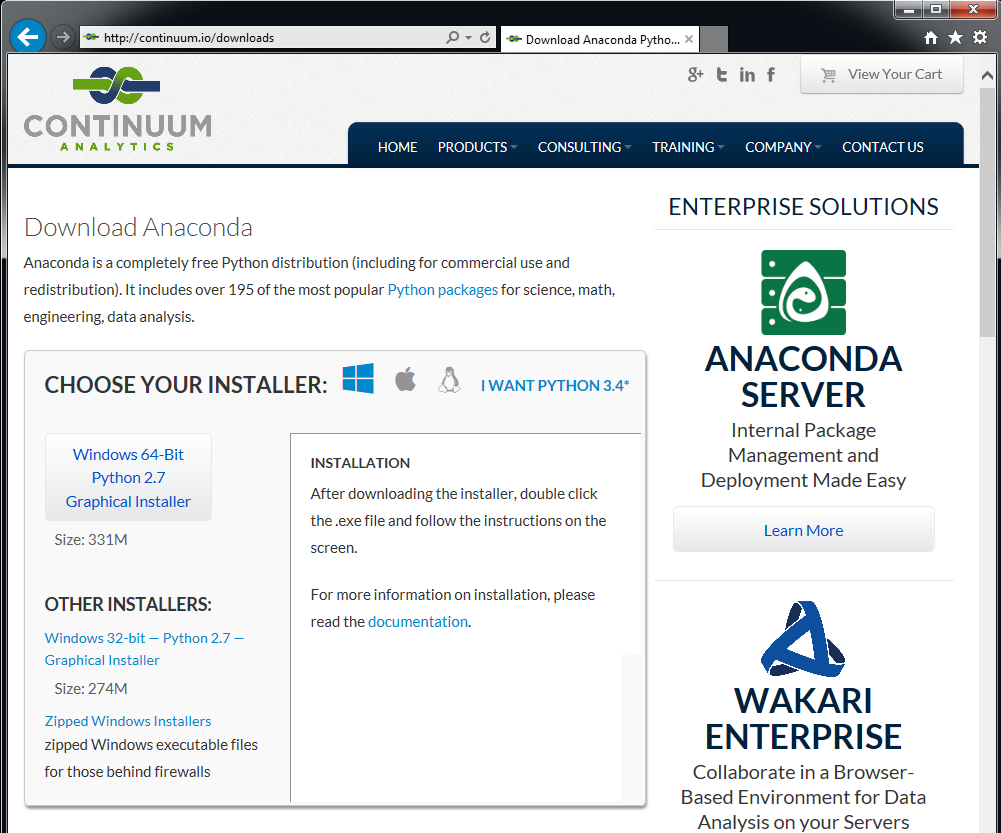 http://continuum.io/downloads
Download Anaconda Pytho...
CONTINUUM
ANALYTICS
View Your Cart
HOME PRODUCTS CONSULTING TRAINING COMPANY CONTACT US
Download Anaconda
Anaconda is a completely free Python distribution (including for commercial use and
redistribution). It includes over 195 of the most popular Python packages for science, math,
engineering, data analysis.
CHOOSE YOUR INSTALLER:
I WANT PYTHON 3.4*
Windows 64-Bit
Python 2.7
Graphical Installer
Size: 331M
OTHER INSTALLERS:
Windows 32-bit — Python 2.7 —
Graphical Installer
Size: 274M
Zipped Windows Installers
zipped Windows executable files
for those behind firewalls
INSTALLATION
After downloading the installer, double click
the .exe file and follow the instructions on the
screen.
For more information on installation, please
read the documentation.
ENTERPRISE SOLUTIONS
ANACONDA
SERVER
Internal Package
Management and
Deployment Made Easy
Learn More
WAKARI
ENTERPRISE
Collaborate in a Browser-
Based Environment for Data
Analysis on your Servers